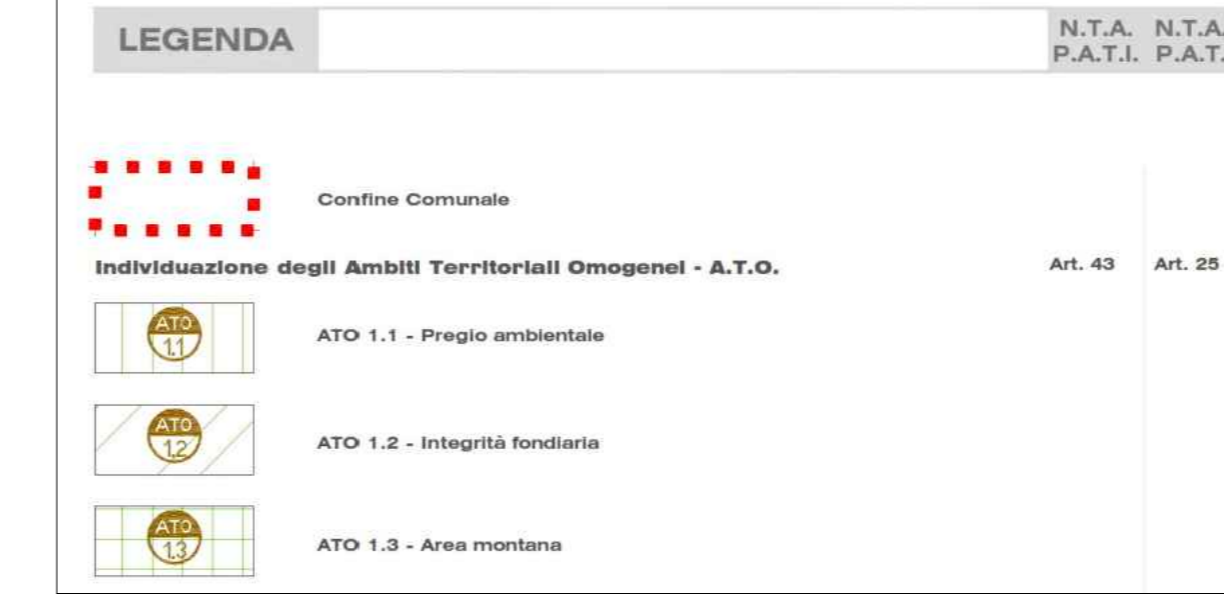 LEGENDA
N.T.A. N.T.A.
P.A.T.I. P.A.T.
Confine Comunale
Individuazione degli Ambiti Territoriali Omogenei - A.T.O. Art. 43 Art. 25
ATO
1.1
ATO 1.1 - Pregio ambientale
ATO
1.2
ATO 1.2 - Integrità fondiaria
ATO
1.3
ATO 1.3 - Area montana